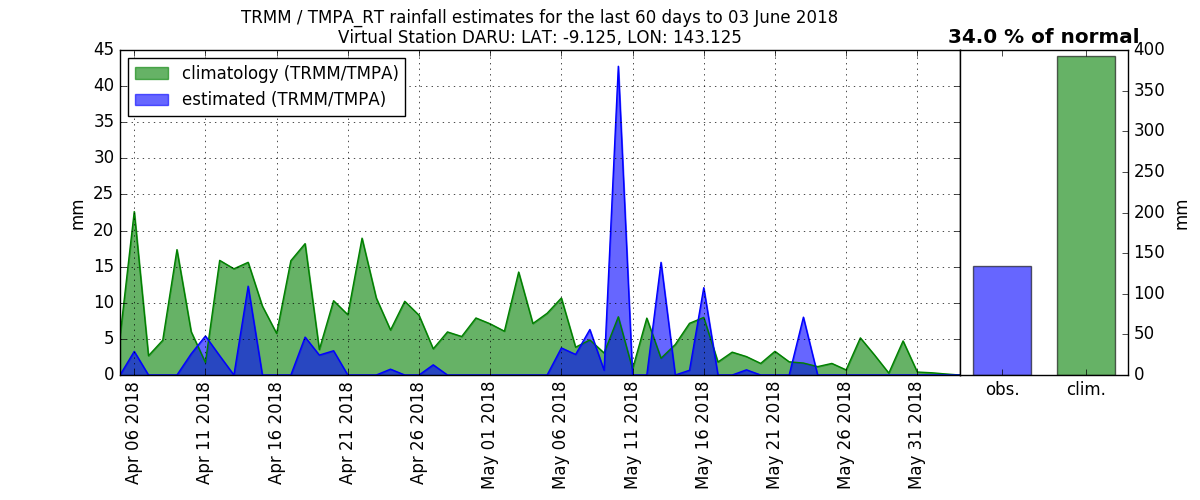 TRMM / TMPA_RT rainfall estimates for the last 60 days to 03 June 2018
Virtual Station DARU: LAT: -9.125, LON: 143.125
34.0 % of normal
climatology (TRMM/TMPA)
estimated (TRMM/TMPA)
45
40
35
30
25
20
15
10
5
0
mm
Apr 06 2018
Apr 11 2018
Apr 16 2018
Apr 21 2018
Apr 26 2018
May 01 2018
May 06 2018
May 11 2018
May 16 2018
May 21 2018
May 26 2018
May 31 2018
obs.
clim.
400
350
300
250
200
150
100
50
0
mm